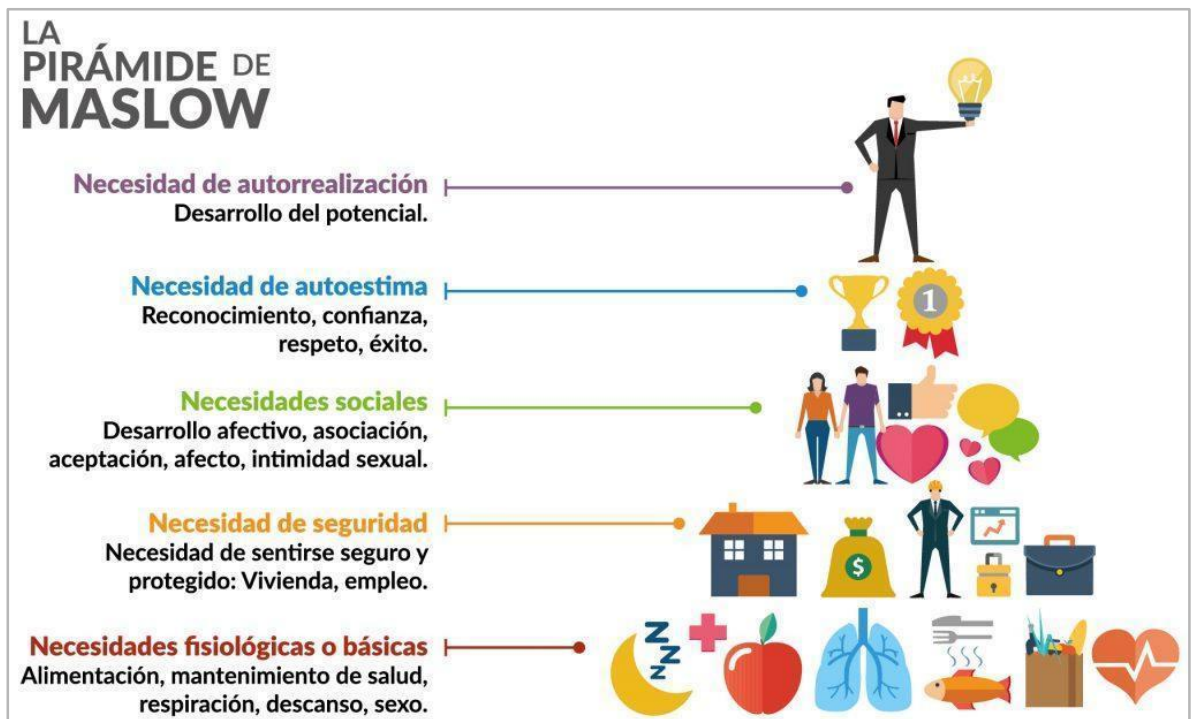 LA
PIRÁMIDE DE
MASLOW
Necesidad de autorrealización
Desarrollo del potencial.
Necesidad de autoestima
Reconocimiento, confianza,
respeto, éxito.
1
Necesidades sociales
Desarrollo afectivo, asociación,
aceptación, afecto, intimidad sexual.
Necesidad de seguridad
Necesidad de sentirse seguro y
protegido: Vivienda, empleo.
$
Necesidades fisiológicas o básicas
Alimentación, mantenimiento de salud,
respiración, descanso, sexo.
N
N
N
z